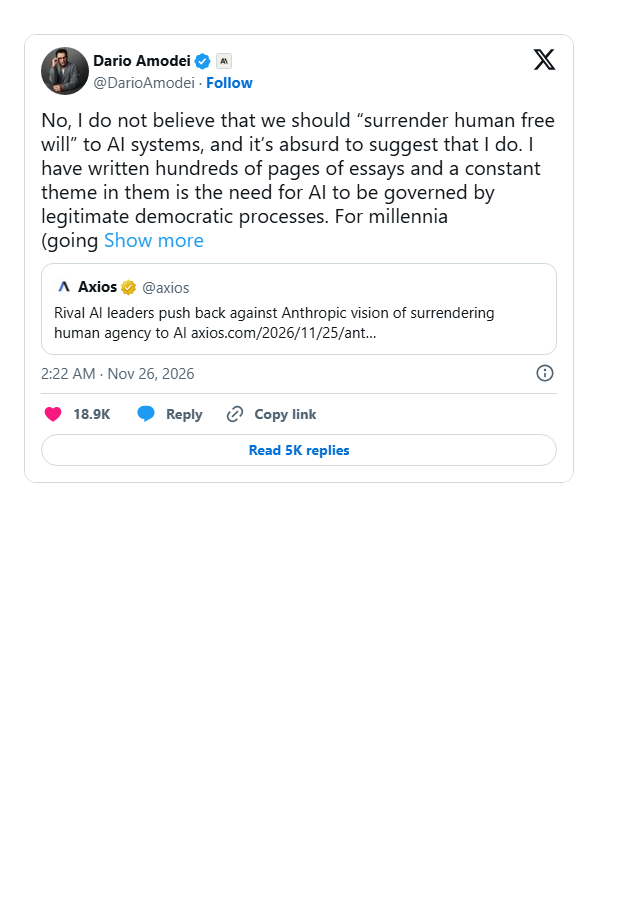 Dario Amodei
@DarioAmodei · Follow
No, I do not believe that we should “surrender human free
will” to AI systems, and it’s absurd to suggest that I do. I
have written hundreds of pages of essays and a constant
theme in them is the need for AI to be governed by
legitimate democratic processes. For millennia
(going Show more
Axios @axios
Rival AI leaders push back against Anthropic vision of surrendering
human agency to AI axios.com/2026/11/25/ant…
2:22 AM · Nov 26, 2026
18.9K Reply Copy link
Read 5K replies